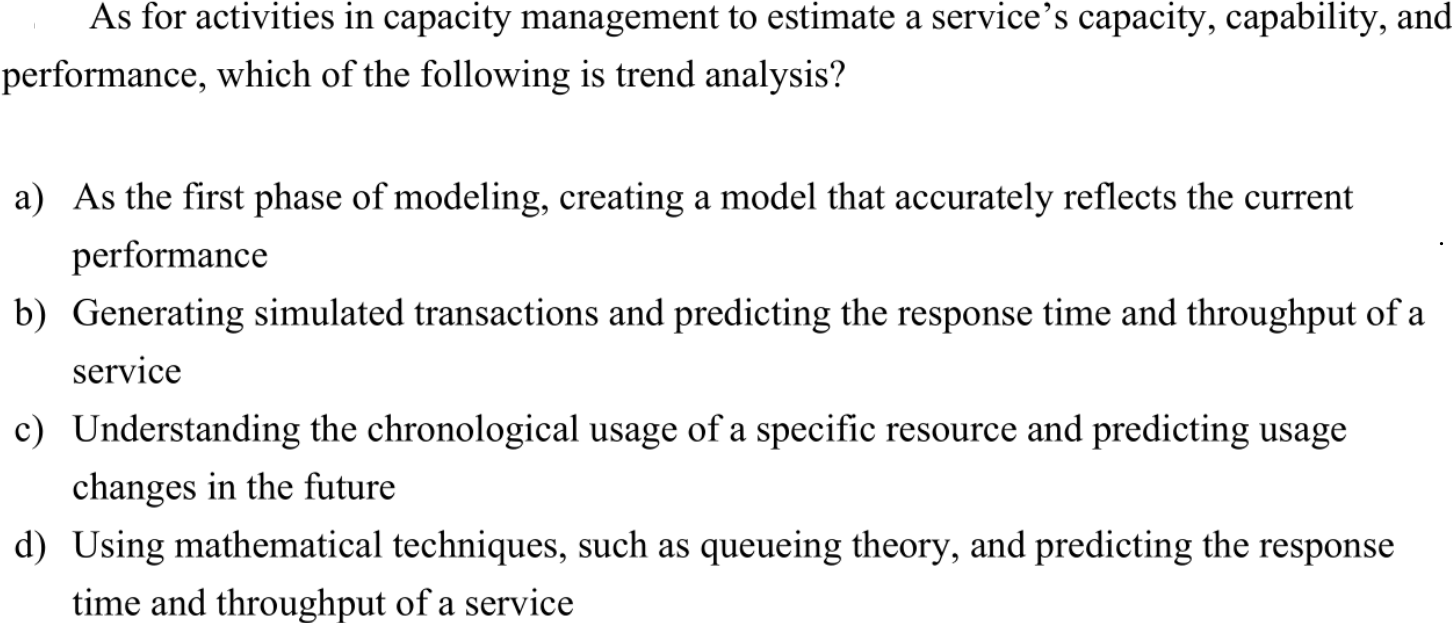 As for activities in capacity management to estimate a service's capacity, capability, and
performance, which of the following is trend analysis?
a) As the first phase of modeling, creating a model that accurately reflects the current
performance
b) Generating simulated transactions and predicting the response time and throughput of a
service
c) Understanding the chronological usage of a specific resource and predicting usage
changes in the future
d) Using mathematical techniques, such as queueing theory, and predicting the response
time and throughput of a service